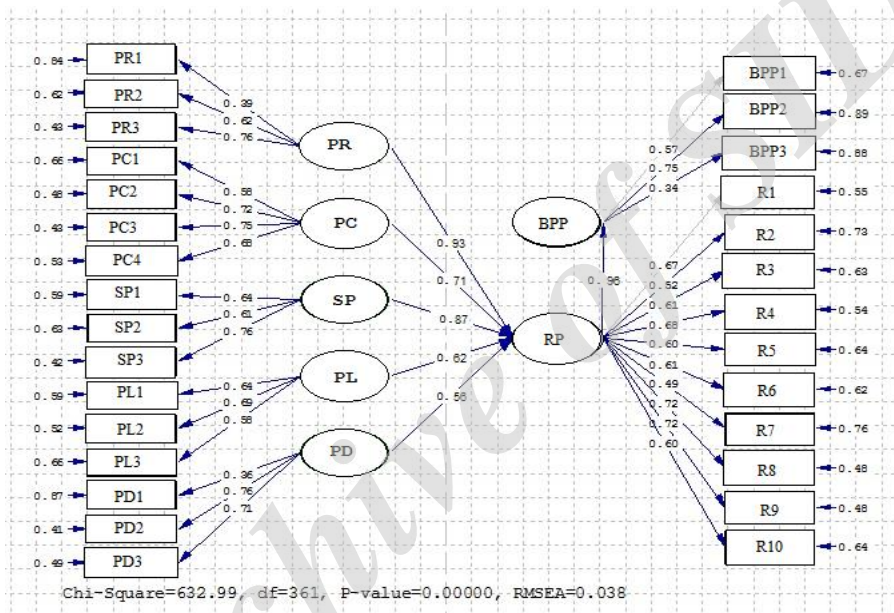 0.84 PR1
0.62 PR2
0.43 PR3
0.66 PC1
0.48 PC2
0.43 PC3
0.53 PC4
0.59 SP1
0.63 SP2
0.42 SP3
0.59 PL1
0.52 PL2
0.66 PL3
0.87 PD1
0.41 PD2
0.49 PD3
0.39
0.62
0.76
0.58
0.72
0.75
0.68
0.64
0.61
0.76
0.64
0.69
0.58
0.36
0.76
0.71
PR
PC
SP
PL
PD
0.93
0.71
0.87
0.62
0.56
BPP
0.96
RP
0.57
0.75
0.34
0.67
0.52
0.61
0.68
0.60
0.61
0.49
0.72
0.72
0.60
BPP1 0.67
BPP2 0.89
BPP3 0.88
R1 0.55
R2 0.73
R3 0.63
R4 0.54
R5 0.64
R6 0.62
R7 0.76
R8 0.48
R9 0.48
R10 0.64
Chi-Square=632.99, df=361, P-value=0.00000, RMSEA=0.038